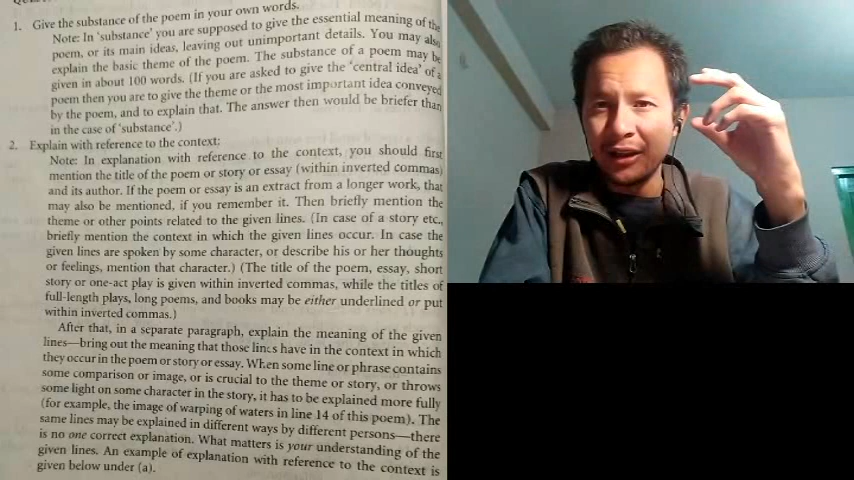 1. Give the substance of the poem in your own words.
Note: In 'substance' you are supposed to give the essential meaning of the
poem, or its main ideas, leaving out unimportant details. You may also
explain the basic theme of the poem. The substance of a poem may be
given in about 100 words. (If you are asked to give the 'central idea' of a
poem then you are to give the theme or the most important idea conveyed
by the poem, and to explain that. The answer then would be briefer than
in the case of 'substance'.)
2. Explain with reference to the context:
Note: In explanation with reference to the context, you should first
mention the title of the poem or story or essay (within inverted commas)
and its author. If the poem or essay is an extract from a longer work, that
may also be mentioned, if you remember it. Then briefly mention the
theme or other points related to the given lines. (In case of a story etc.,
briefly mention the context in which the given lines occur. In case the
given lines are spoken by some character, or describe his or her thoughts
or feelings, mention that character.) (The title of the poem, essay, short
story or one-act play is given within inverted commas, while the titles of
full-length plays, long poems, and books may be either underlined or put
within inverted commas.)
After that, in a separate paragraph, explain the meaning of the given
lines—bring out the meaning that those lines have in the context in which
they occur in the poem or story or essay. When some line or phrase contains
some comparison or image, or is crucial to the theme or story, or throws
some light on some character in the story, it has to be explained more fully
(for example, the image of warping of waters in line 14 of this poem). The
same lines may be explained in different ways by different persons—there
is no one correct explanation. What matters is your understanding of the
given lines. An example of explanation with reference to the context is
given below under (a).